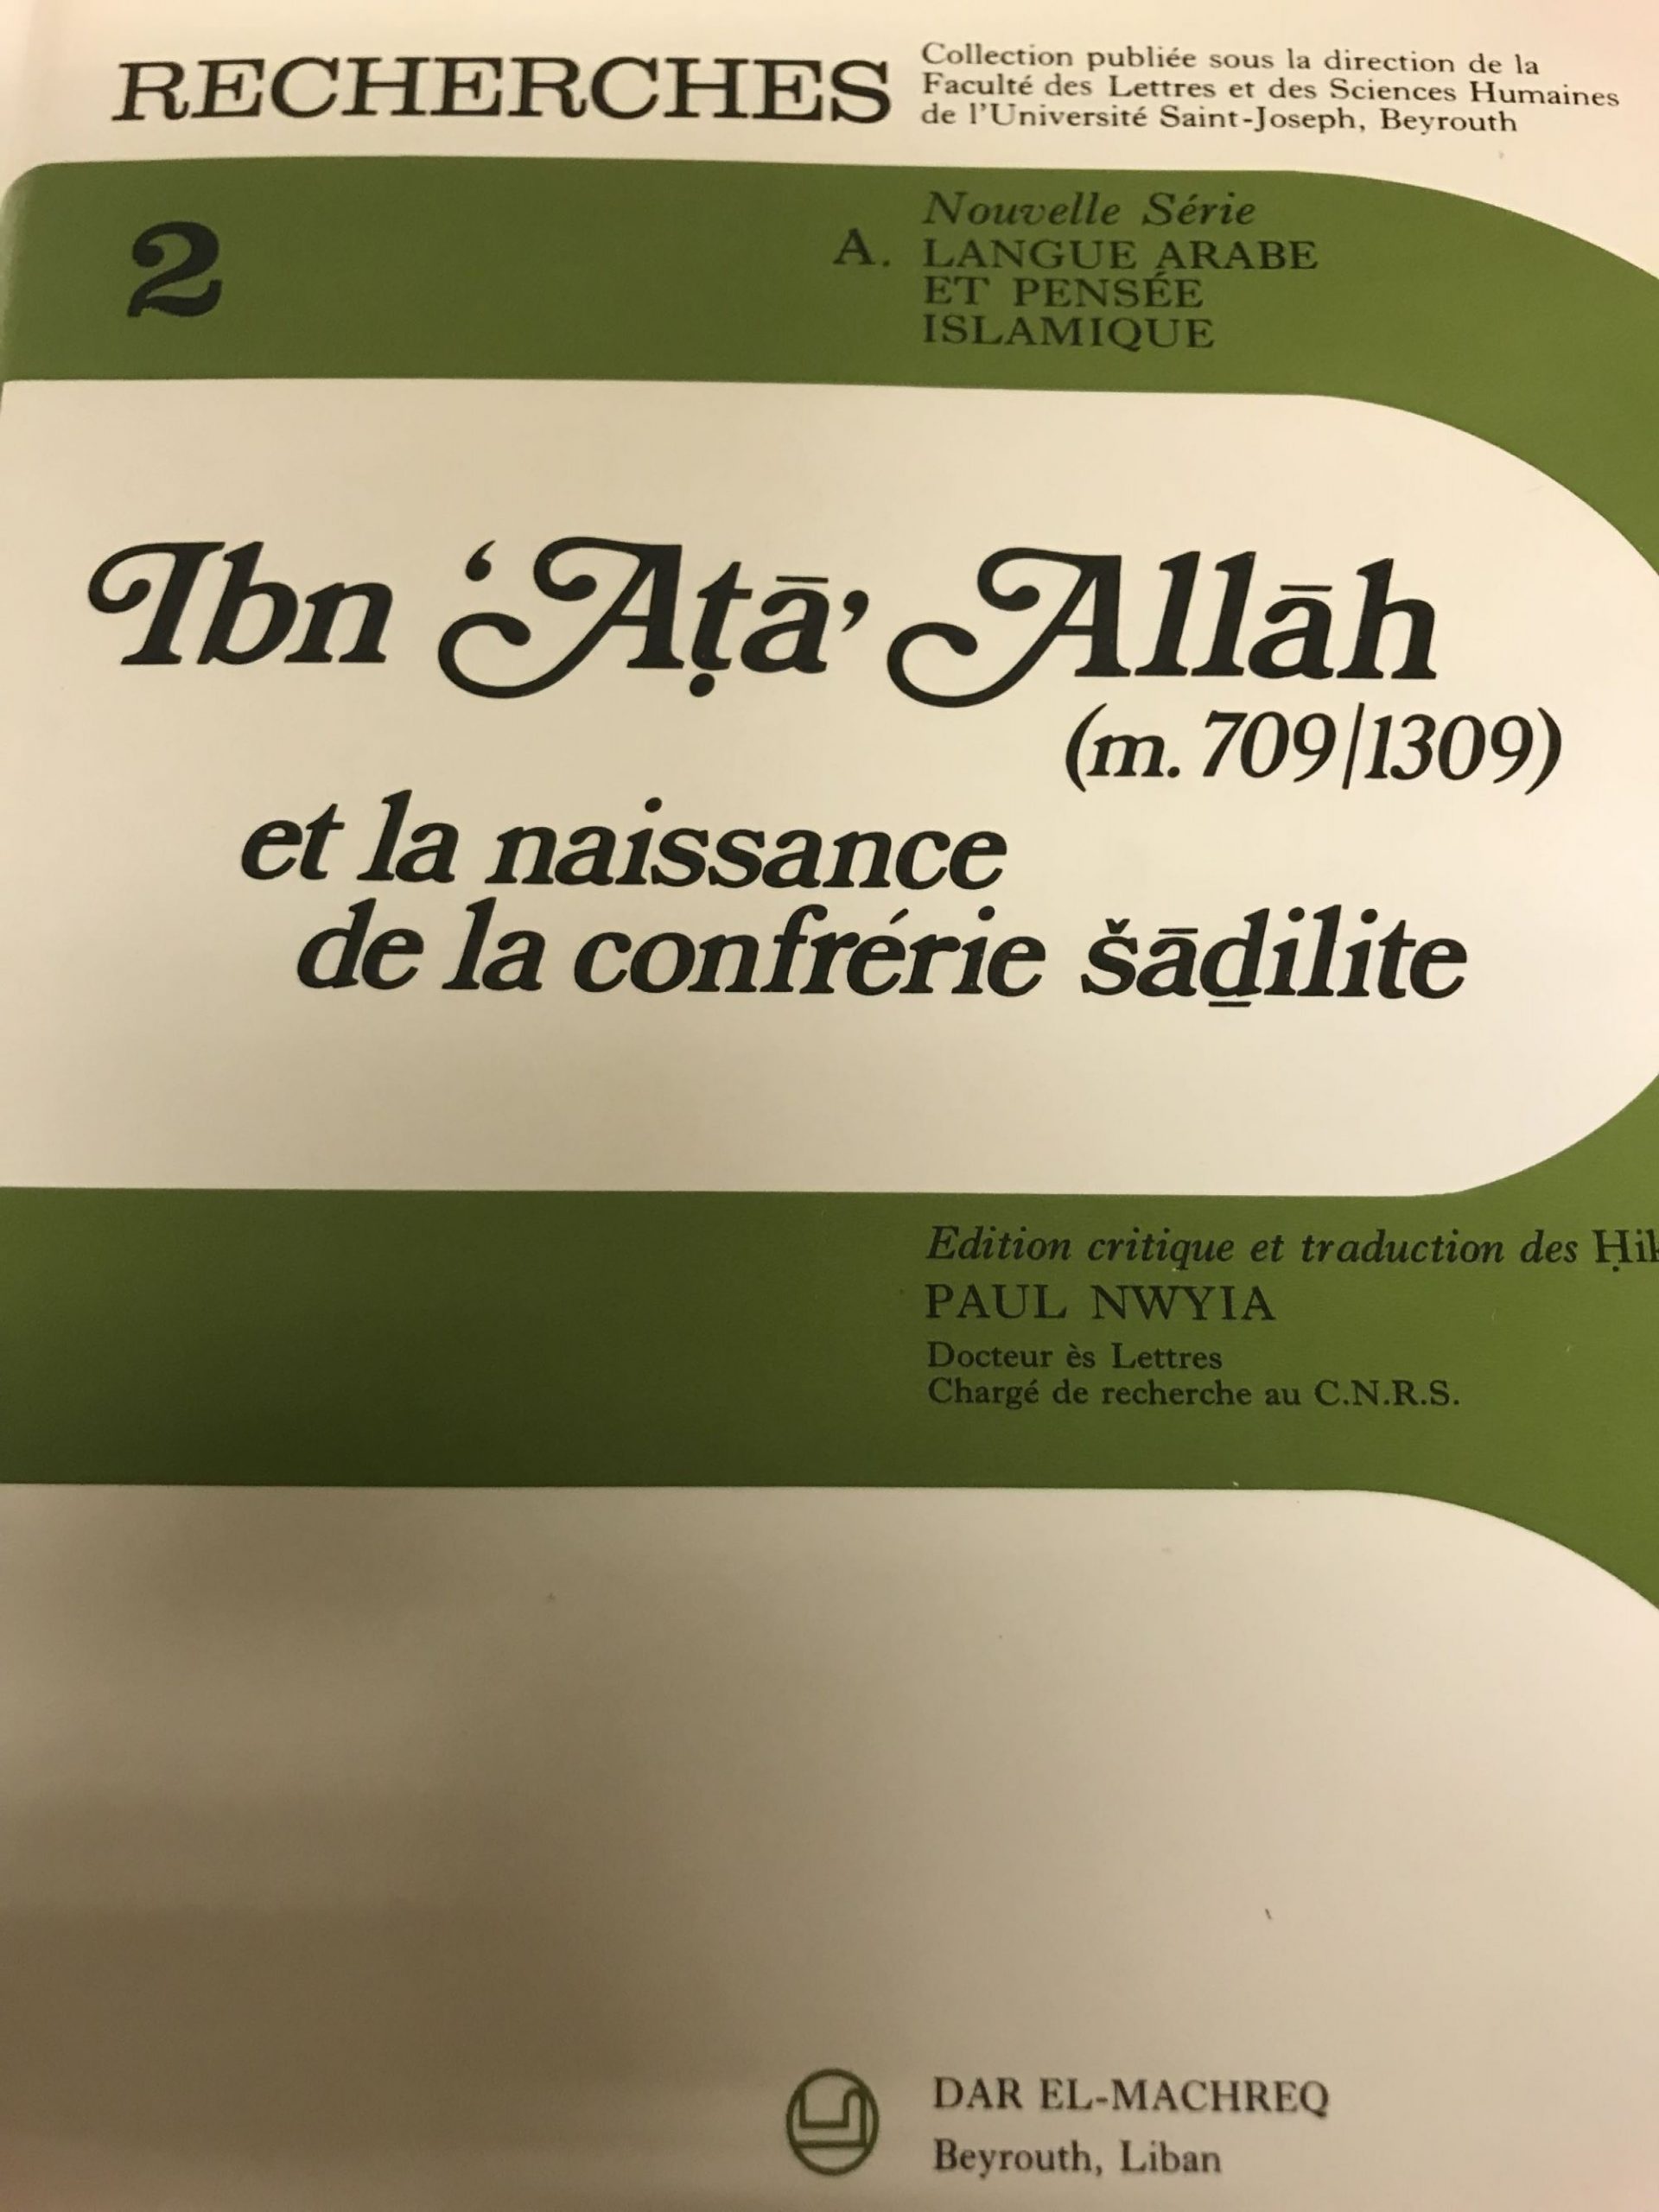 RECHERCHES
Collection publiée sous la direction de la
Faculté des Lettres et des Sciences Humaines
de l'Université Saint-Joseph, Beyrouth
2
Nouvelle Série
A. LANGUE ARABE
ET PENSÉE
ISLAMIQUE
Ibn ‘Aṭā’ Allāh
(m. 709/1309)
et la naissance
de la confrérie šāḏilite
Edition critique et traduction des
PAUL NWYIA
Docteur ès Lettres
Chargé de recherche au C.N.R.S.
DAR EL-MACHREQ
Beyrouth, Liban